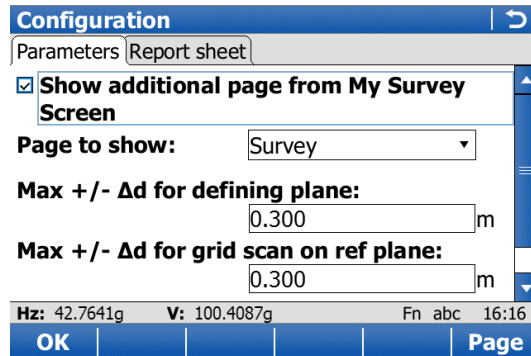 Configuration
Parameters Report sheet
Show additional page from My Survey
Screen
Page to show: Survey
Max +/- Δd for defining plane:
0.300 m
Max +/- Δd for grid scan on ref plane:
0.300 m
Hz: 42.7641g V: 100.4087g Fn abc 16:16
OK Page